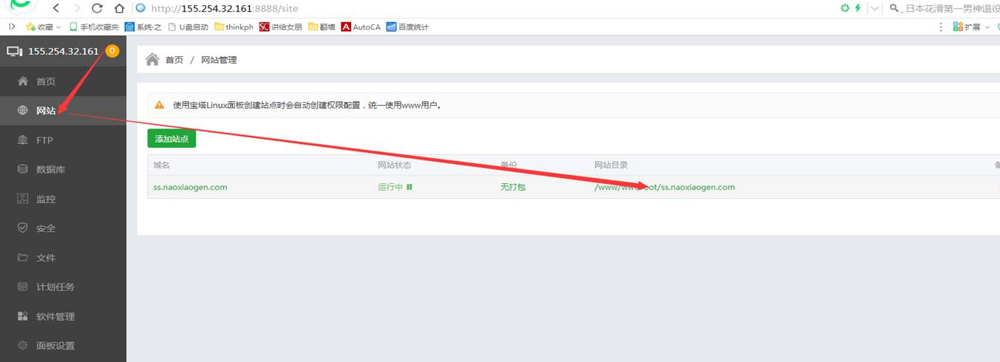 http://155.254.32.161:8888/site
日本花滑第一男神退役
收藏 手机收藏夹 系统-之 U盘启动 thinkph 讲给女朋 翻墙 AutoCA 百度统计 扩展
155.254.32.161 0
首页 / 网站管理
首页
使用宝塔Linux面板创建站点时会自动创建权限配置，统一使用www用户。
网站
添加站点
FTP
域名 网站状态 备份 网站目录 备
数据库
ss.naoxiaogen.com 运行中 无打包 /www/wwwroot/ss.naoxiaogen.com
监控
安全
文件
计划任务
软件管理
面板设置